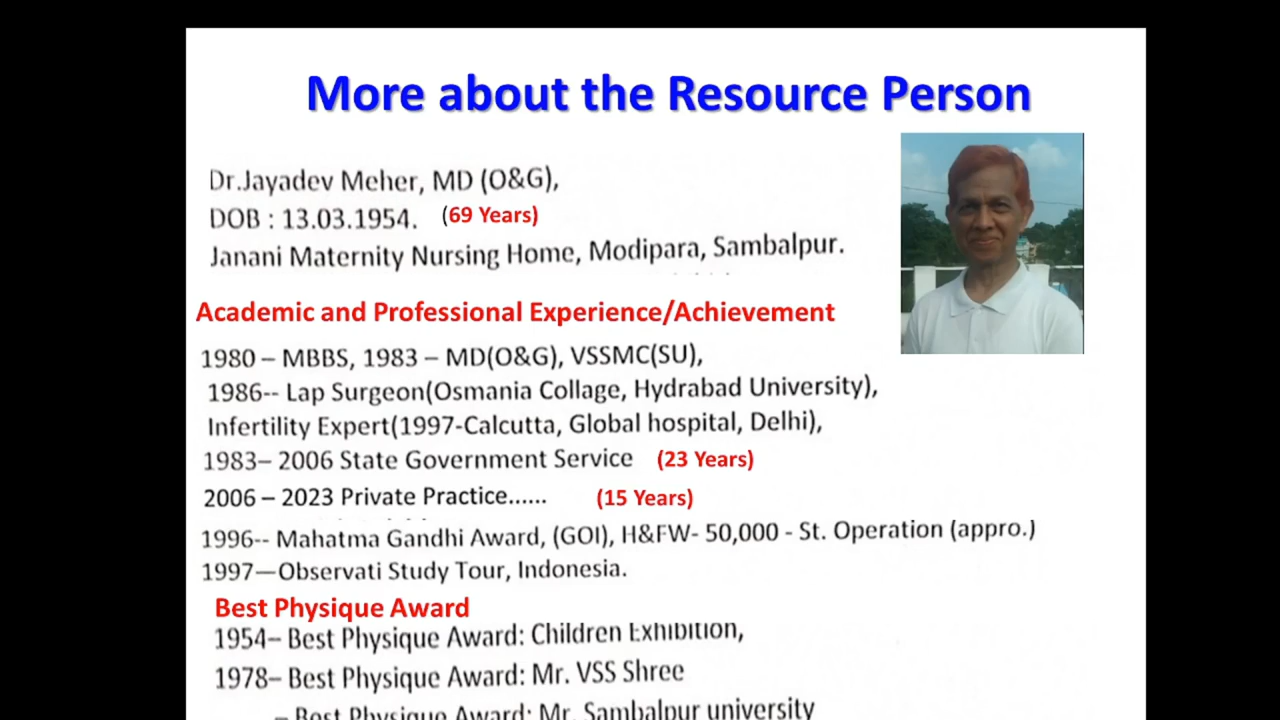 More about the Resource Person
Dr.Jayadev Meher, MD (O&G),
DOB : 13.03.1954. (69 Years)
Janani Maternity Nursing Home, Modipara, Sambalpur.
Academic and Professional Experience/Achievement
1980 – MBBS, 1983 – MD(O&G), VSSMC(SU),
1986-- Lap Surgeon(Osmania Collage, Hydrabad University),
Infertility Expert(1997-Calcutta, Global hospital, Delhi),
1983– 2006 State Government Service (23 Years)
2006 – 2023 Private Practice...... (15 Years)
1996-- Mahatma Gandhi Award, (GOI), H&FW- 50,000 - St. Operation (appro.)
1997—Observati Study Tour, Indonesia.
Best Physique Award
1954– Best Physique Award: Children Exhibition,
1978– Best Physique Award: Mr. VSS Shree
– Best Physique Award: Mr. Sambalpur university